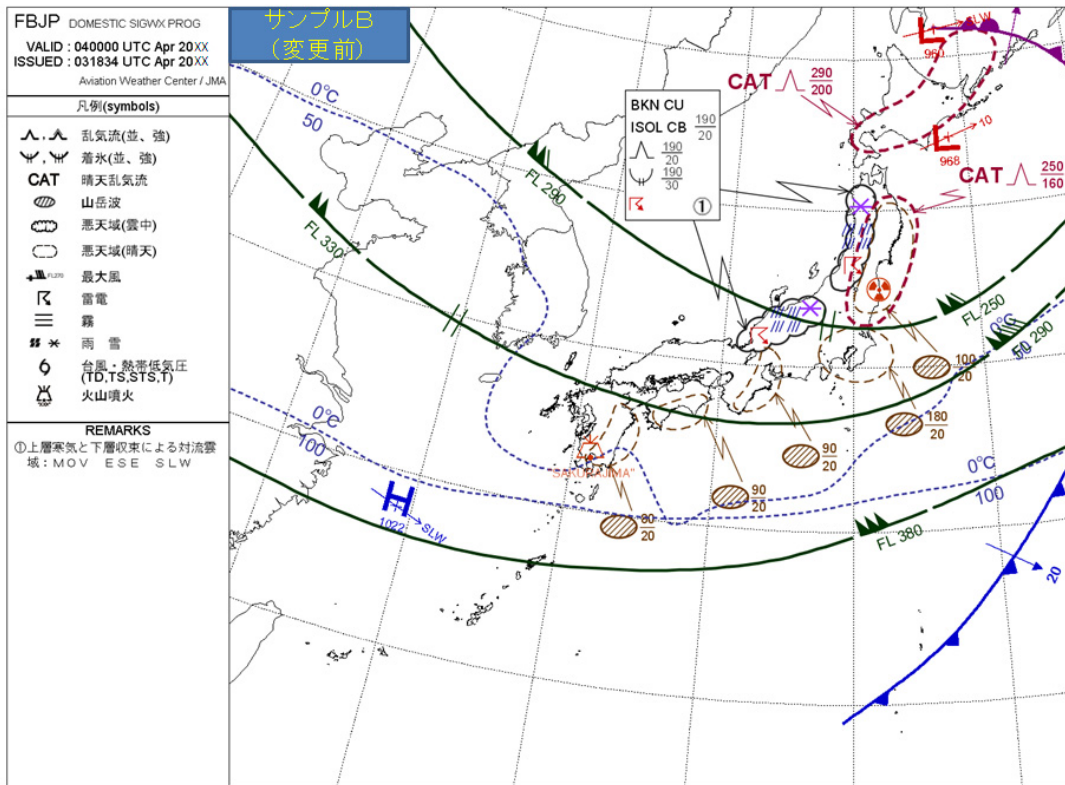 FBJP DOMESTIC SIGWX PROG
VALID : 040000 UTC Apr 20XX
ISSUED : 031834 UTC Apr 20XX
Aviation Weather Center / JMA
凡例(symbols)
乱気流(並、強)
着氷(並、強)
CAT 晴天乱気流
山岳波
悪天域(雲中)
悪天域(晴天)
FL270 最大風
雷電
霧
雨 雪
台風・熱帯低気圧
(TD,TS,STS,T)
火山噴火
REMARKS
①上層寒気と下層収束による対流雲
域：MOV ESE SLW
サンプルB
(変更前)
0℃
50
FL 290
FL 330
BKN CU
ISOL CB 190
20
190
20
190
30
①
CAT 290
200
L SLW
960
L 10
968
CAT 250
160
FL 250
0℃
50
FL 290
100
20
180
20
90
20
90
20
80
20
0℃
100
SAKURAJIMA"
H
1022
SLW
0℃
100
FL 380
20